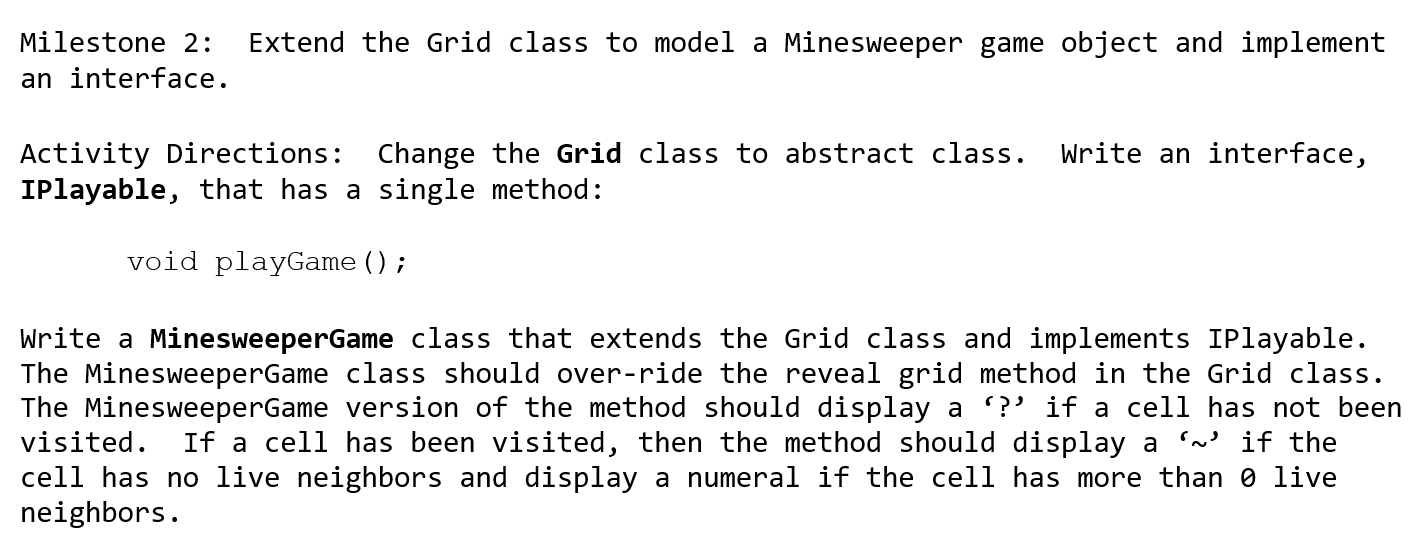 Milestone 2:  Extend the Grid class to model a Minesweeper game object and implement
an interface.
Activity Directions:  Change the Grid class to abstract class.  Write an interface,
IPlayable, that has a single method:
void playGame();
Write a MinesweeperGame class that extends the Grid class and implements IPlayable.
The MinesweeperGame class should over-ride the reveal grid method in the Grid class.
The MinesweeperGame version of the method should display a ‘?’ if a cell has not been
visited.  If a cell has been visited, then the method should display a ‘~’ if the
cell has no live neighbors and display a numeral if the cell has more than 0 live
neighbors.